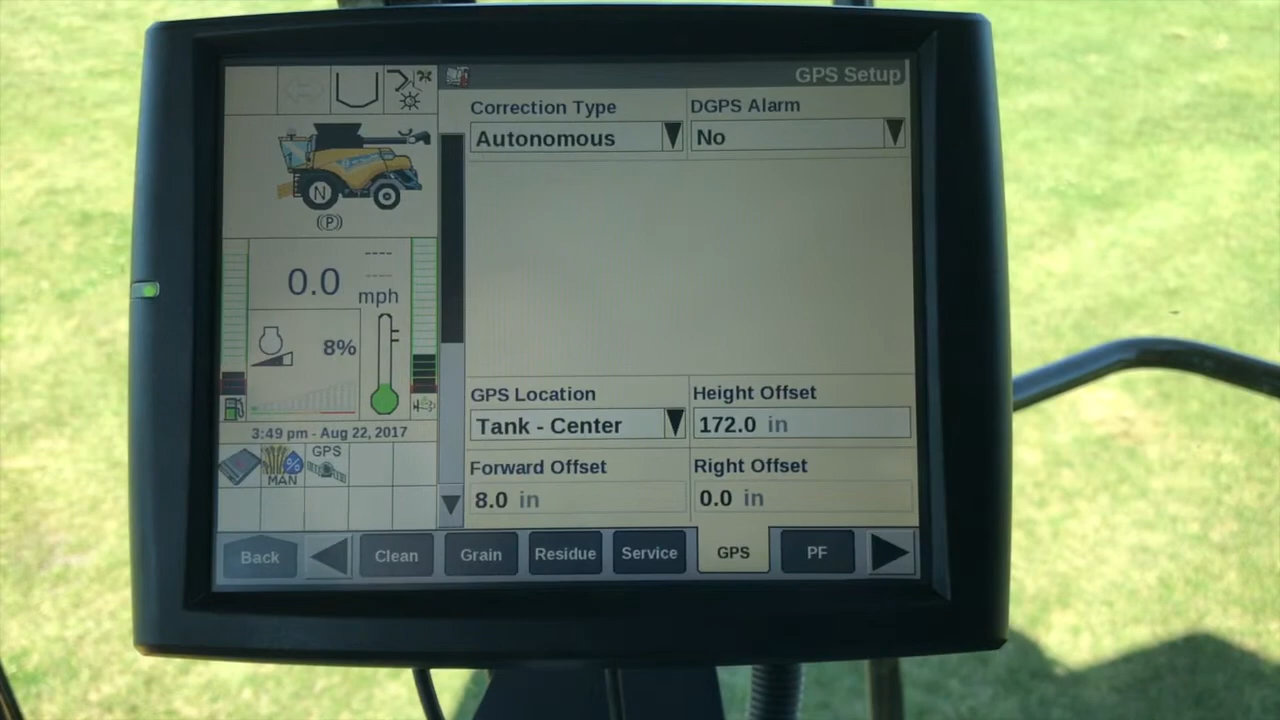 GPS Setup
Correction Type
DGPS Alarm
Autonomous
No
N
(P)
0.0
----
----
mph
8%
GPS Location
Height Offset
Tank - Center
172.0 in
3:49 pm - Aug 22, 2017
GPS
MAN
%
Forward Offset
Right Offset
8.0 in
0.0 in
Back
Clean
Grain
Residue
Service
GPS
PF